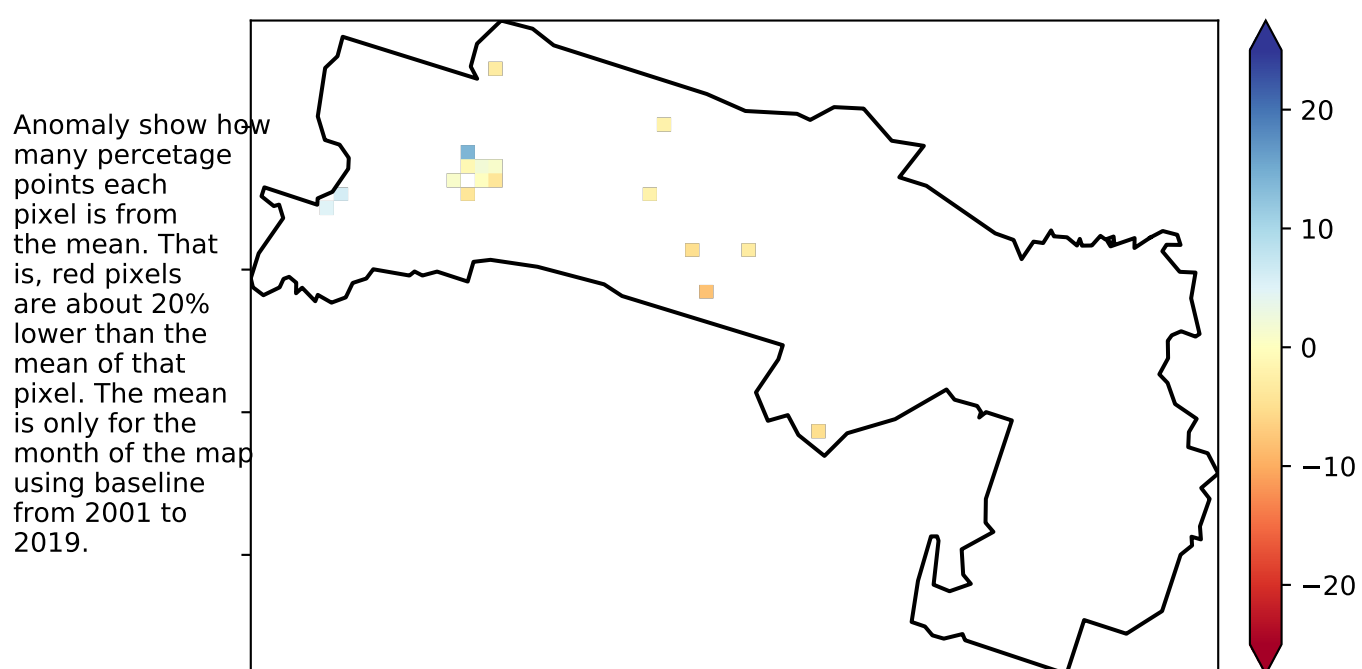 Anomaly show how
many percetage
points each
pixel is from
the mean. That
is, red pixels
are about 20%
lower than the
mean of that
pixel. The mean
is only for the
month of the map
using baseline
from 2001 to
2019.
20
10
0
−10
−20